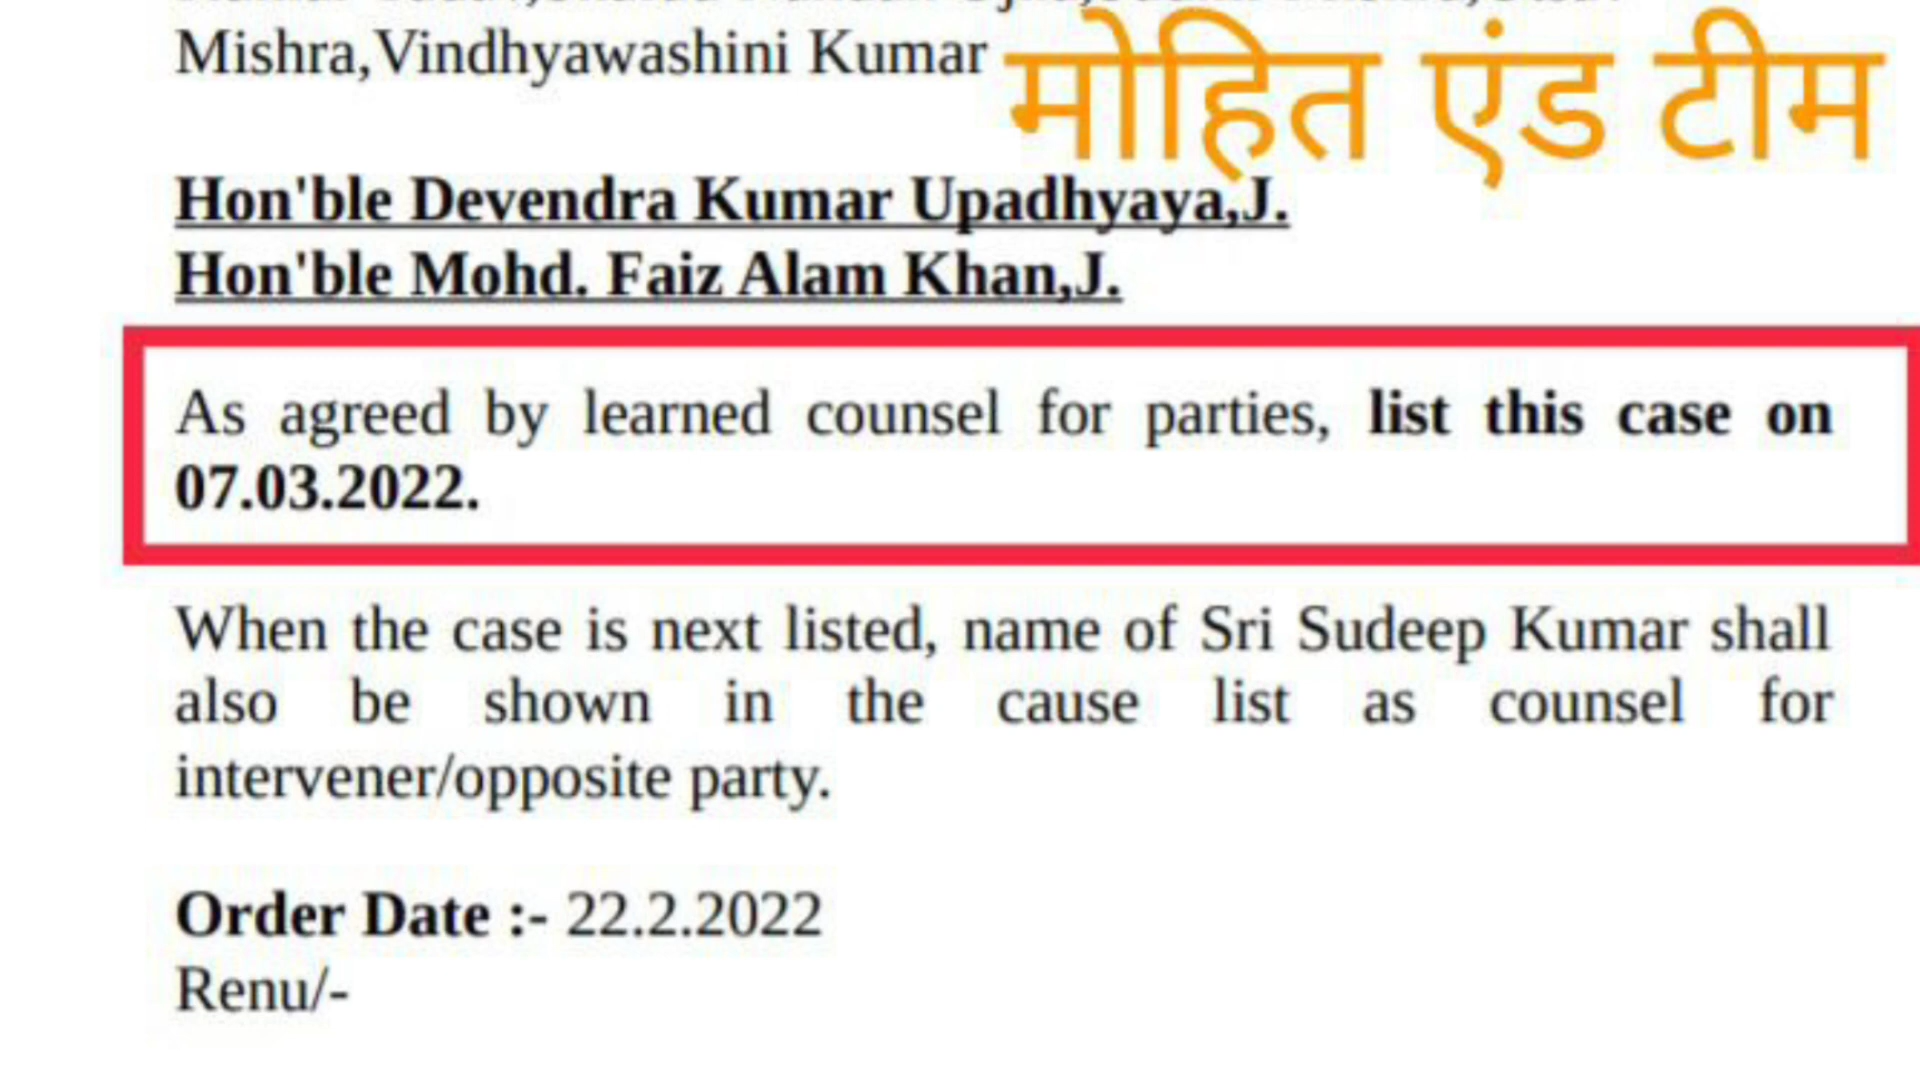 Mishra,Vindhyawashini Kumar
मोहित एंड टीम
Hon'ble Devendra Kumar Upadhyaya,J.
Hon'ble Mohd. Faiz Alam Khan,J.
As agreed by learned counsel for parties, list this case on
07.03.2022.
When the case is next listed, name of Sri Sudeep Kumar shall
also be shown in the cause list as counsel for
intervener/opposite party.
Order Date :- 22.2.2022
Renu/-